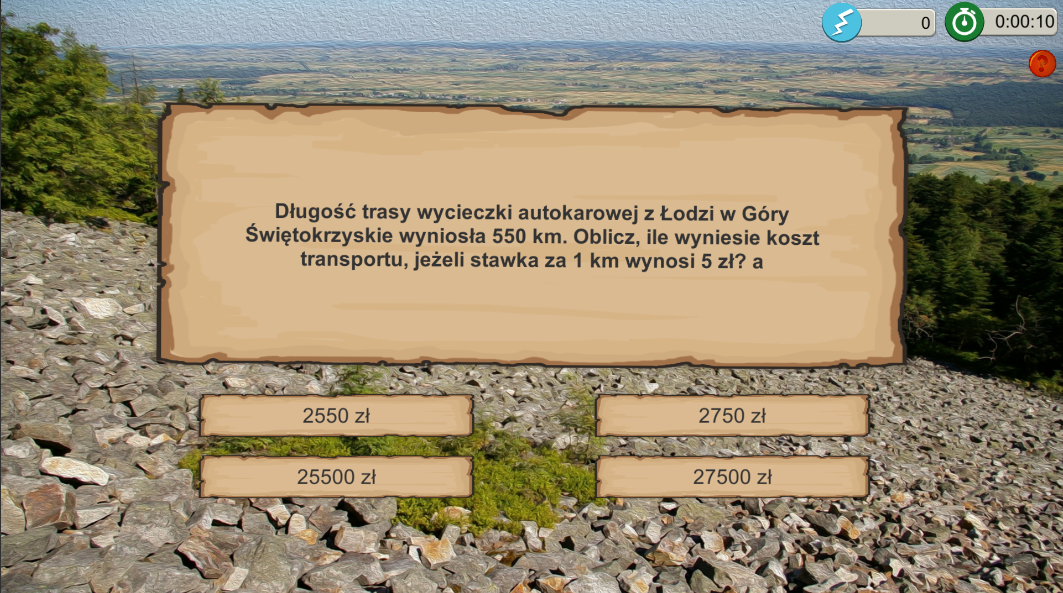 0
0:00:10
Długość trasy wycieczki autokarowej z Łodzi w Góry
Świętokrzyskie wyniosła 550 km. Oblicz, ile wyniesie koszt
transportu, jeżeli stawka za 1 km wynosi 5 zł? a
2550 zł
2750 zł
25500 zł
27500 zł